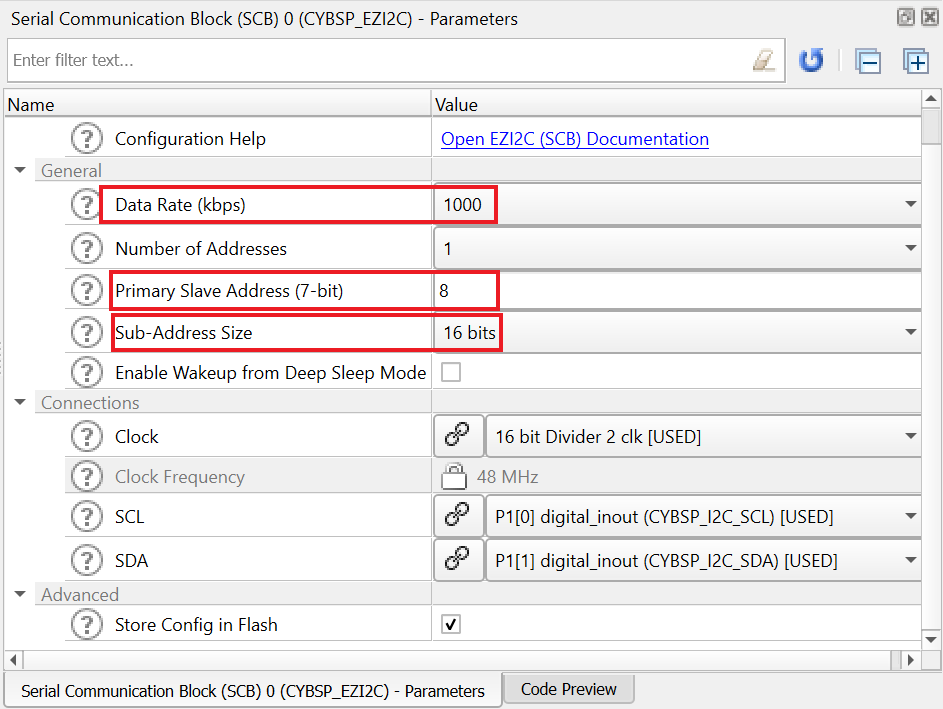 Serial Communication Block (SCB) 0 (CYBSP_EZI2C) - Parameters
Enter filter text...
Name Value
? Configuration Help Open EZI2C (SCB) Documentation
General
? Data Rate (kbps) 1000
? Number of Addresses 1
? Primary Slave Address (7-bit) 8
? Sub-Address Size 16 bits
? Enable Wakeup from Deep Sleep Mode
Connections
? Clock 16 bit Divider 2 clk [USED]
? Clock Frequency 48 MHz
? SCL P1[0] digital_inout (CYBSP_I2C_SCL) [USED]
? SDA P1[1] digital_inout (CYBSP_I2C_SDA) [USED]
Advanced
? Store Config in Flash
Serial Communication Block (SCB) 0 (CYBSP_EZI2C) - Parameters Code Preview